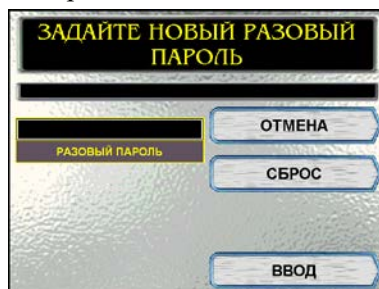 ЗАДАЙТЕ НОВЫЙ РАЗОВЫЙ
ПАРОЛЬ
ОТМЕНА
РАЗОВЫЙ ПАРОЛЬ
СБРОС
ВВОД